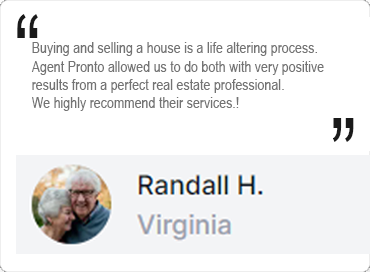 “
Buying and selling a house is a life altering process.
Agent Pronto allowed us to do both with very positive
results from a perfect real estate professional.
We highly recommend their services.!
”
Randall H.
Virginia